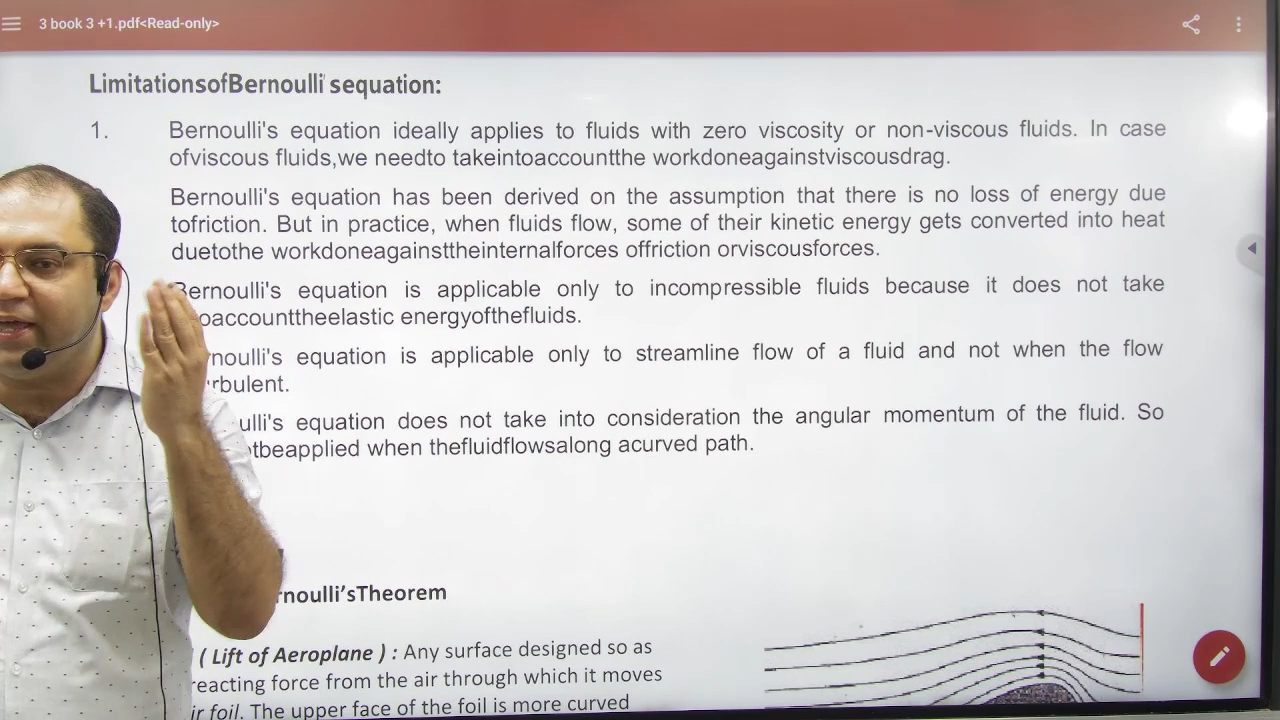 3 book 3 +1.pdf<Read-only>
LimitationsofBernoulli'sequation:
1. Bernoulli's equation ideally applies to fluids with zero viscosity or non-viscous fluids. In case
ofviscous fluids,we needto takeintoaccountthe workdoneagainstviscousdrag.
Bernoulli's equation has been derived on the assumption that there is no loss of energy due
tofriction. But in practice, when fluids flow, some of their kinetic energy gets converted into heat
duetothe workdoneagainsttheinternalforces offriction orviscousforces.
Bernoulli's equation is applicable only to incompressible fluids because it does not take
oaccounttheelastic energyofthefluids.
noulli's equation is applicable only to streamline flow of a fluid and not when the flow
rbulent.
ulli's equation does not take into consideration the angular momentum of the fluid. So
otbeapplied when thefluidflowsalong acurved path.
rnoulli'sTheorem
( Lift of Aeroplane ) : Any surface designed so as
reacting force from the air through which it moves
ir foil. The upper face of the foil is more curved